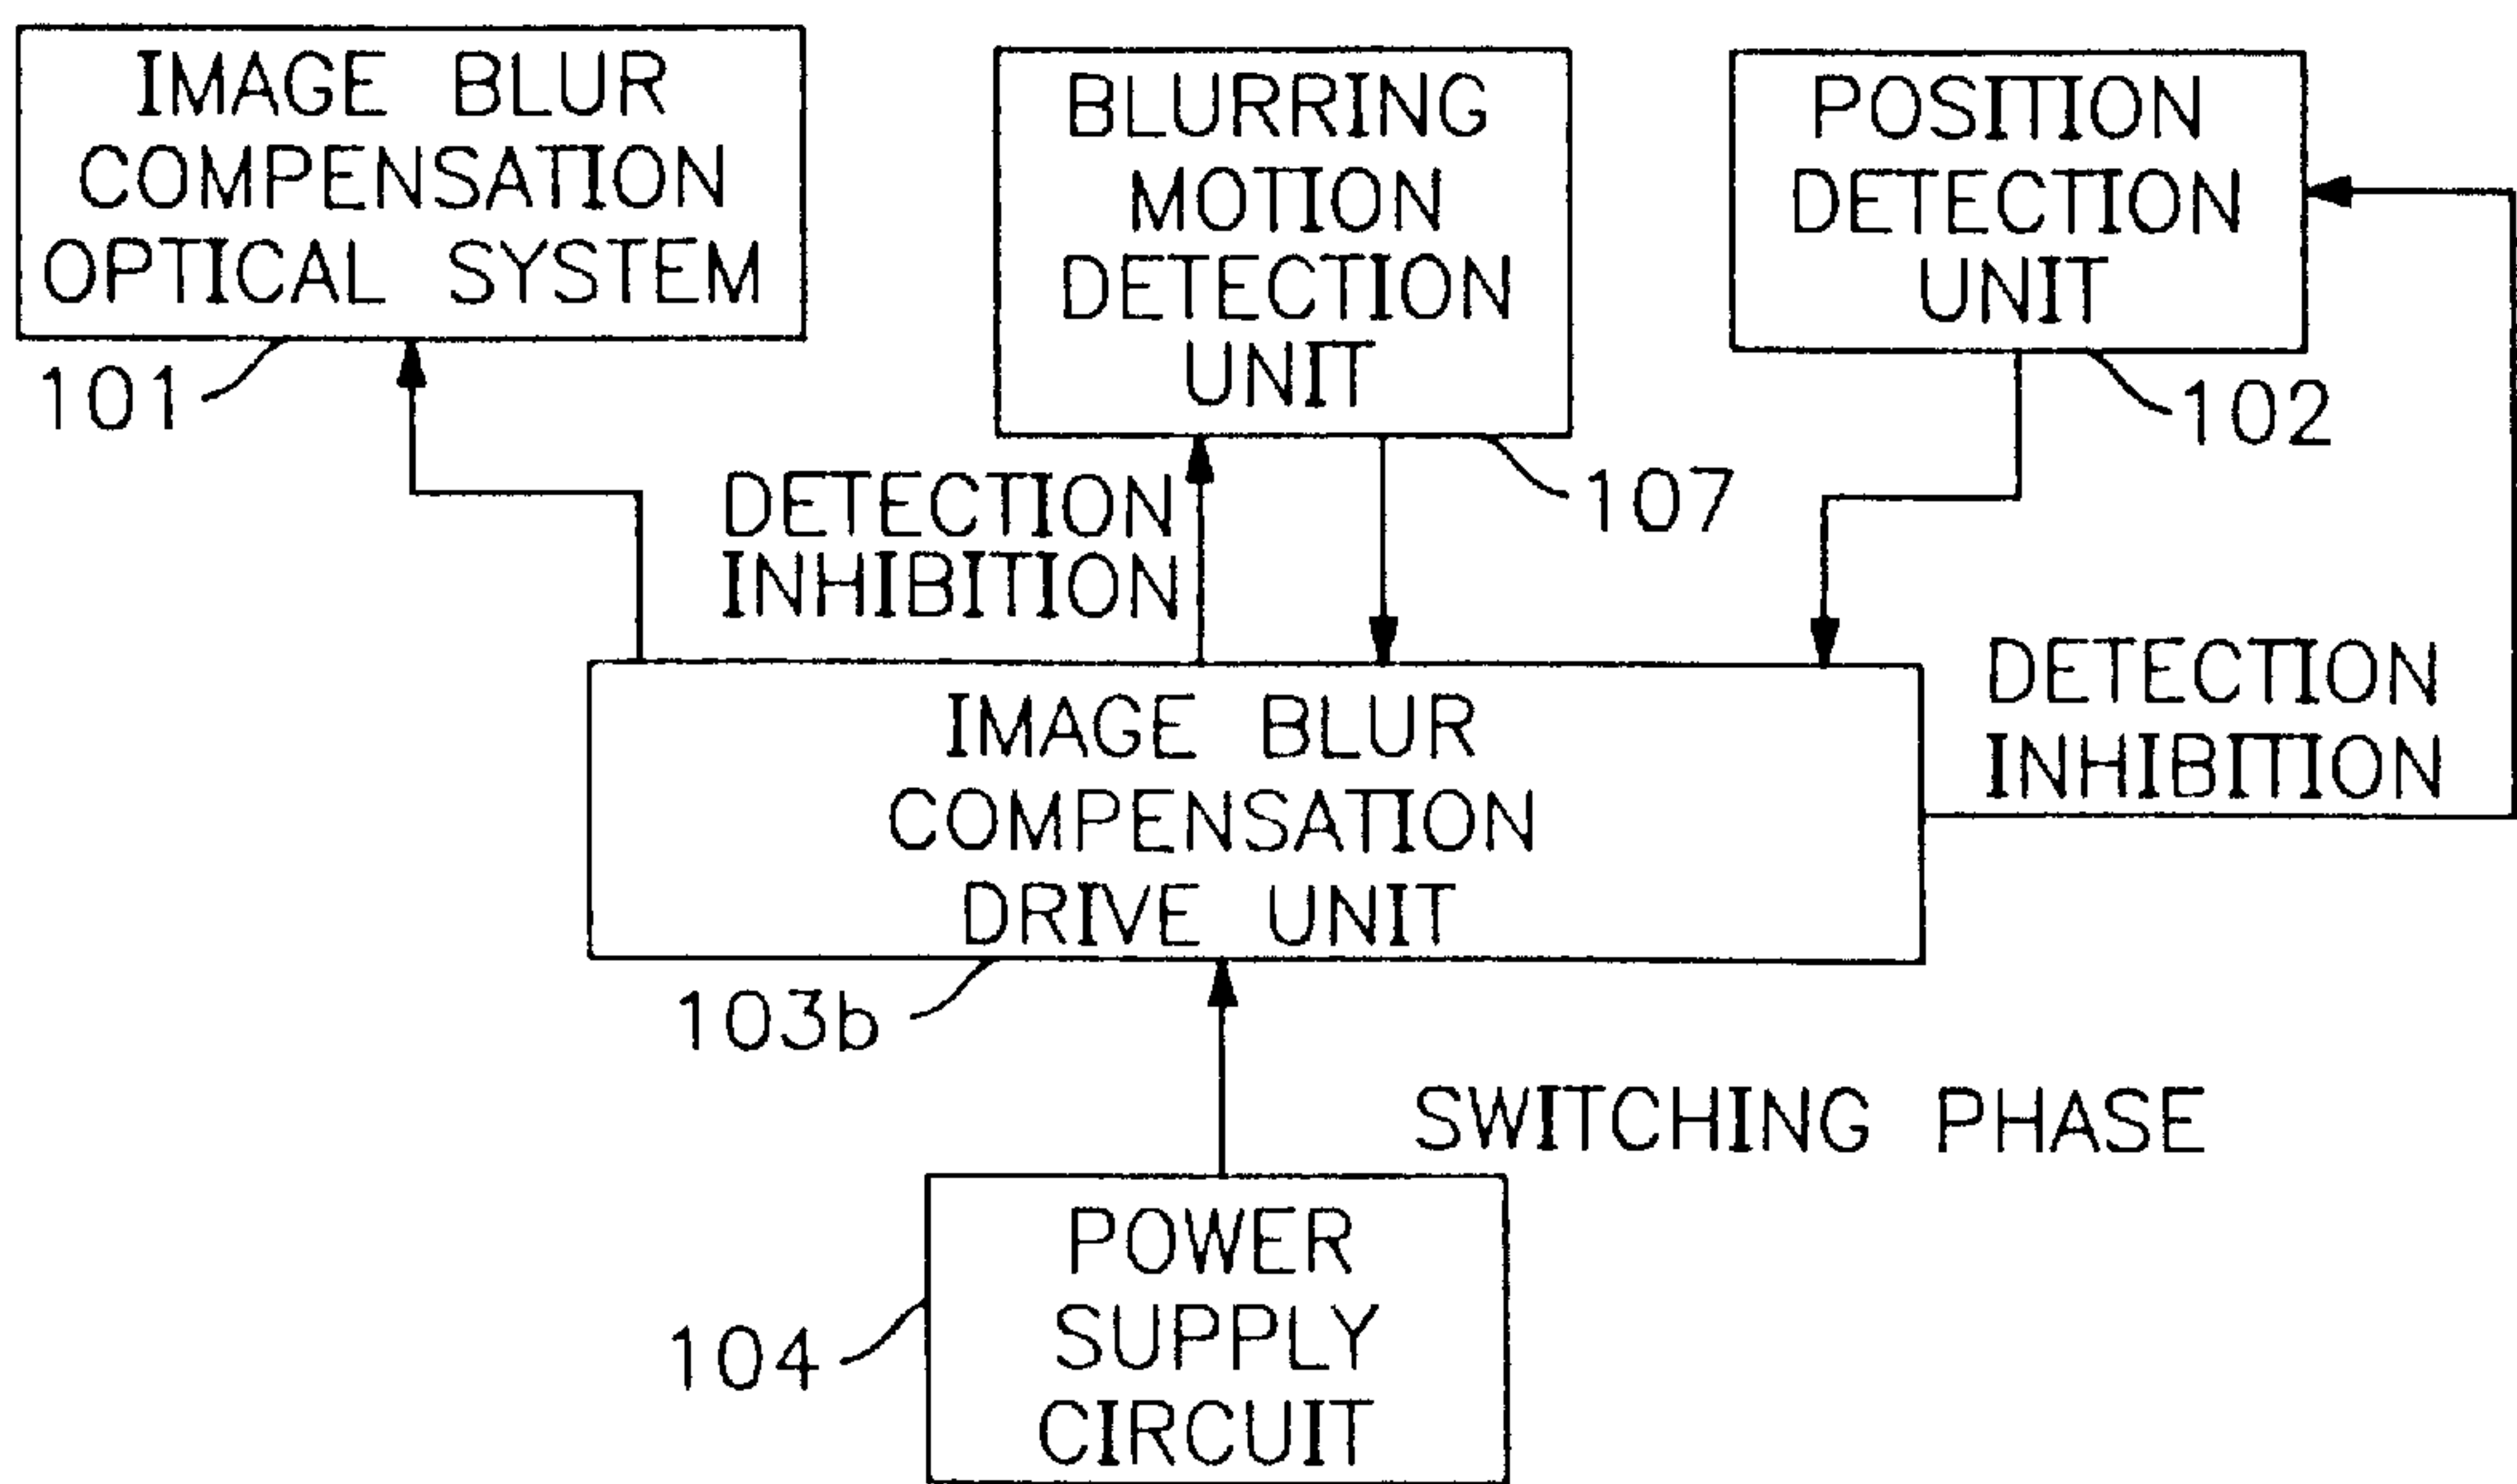 IMAGE BLUR
COMPENSATION
OPTICAL SYSTEM
101
BLURRING
MOTION
DETECTION
UNIT
107
POSITION
DETECTION
UNIT
102
DETECTION
INHIBITION
DETECTION
INHIBITION
IMAGE BLUR
COMPENSATION
DRIVE UNIT
103b
SWITCHING PHASE
POWER
SUPPLY
CIRCUIT
104